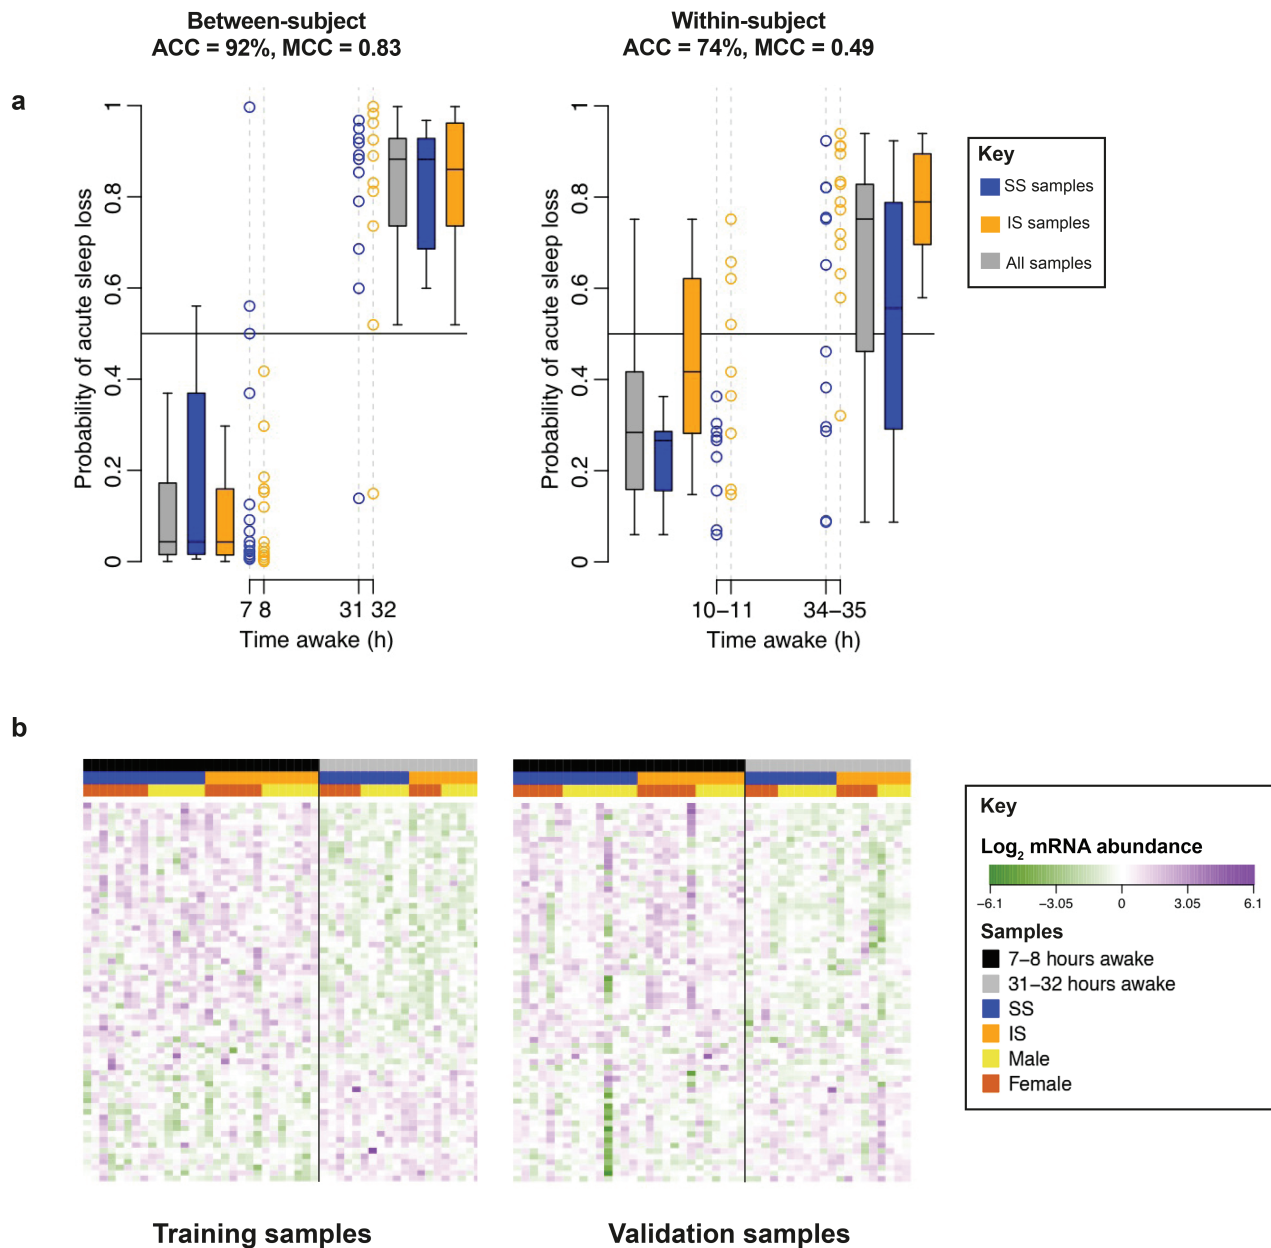 Between-subject
ACC = 92%, MCC = 0.83
Within-subject
ACC = 74%, MCC = 0.49
a
Probability of acute sleep loss
1
0.8
0.6
0.4
0.2
0
7 8
31 32
Time awake (h)
Probability of acute sleep loss
1
0.8
0.6
0.4
0.2
0
10–11
34–35
Time awake (h)
Key
SS samples
IS samples
All samples
b
Training samples
Validation samples
Key
Log2 mRNA abundance
−6.1 −3.05 0 3.05 6.1
Samples
7–8 hours awake
31–32 hours awake
SS
IS
Male
Female